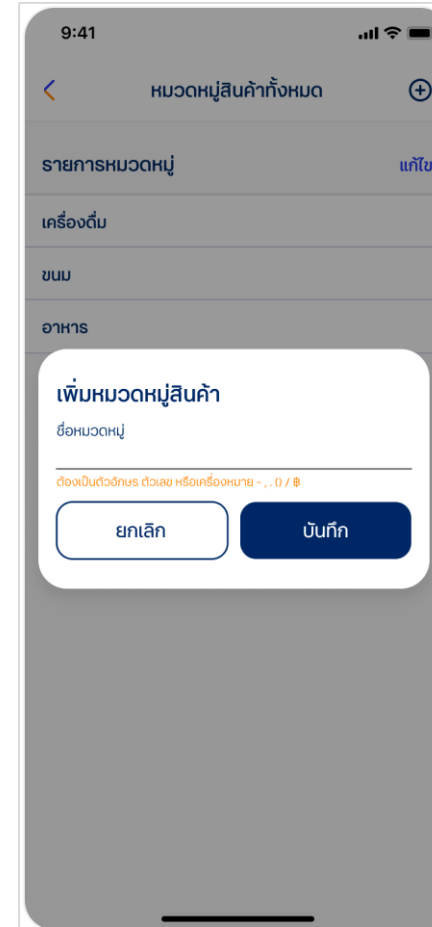 9:41
หมวดหมู่สินค้าทั้งหมด
รายการหมวดหมู่ แก้ไข
เครื่องดื่ม
ขนม
อาหาร
เพิ่มหมวดหมู่สินค้า
ชื่อหมวดหมู่
ต้องเป็นตัวอักษร ตัวเลข หรือเครื่องหมาย - , . () / ฿
ยกเลิก บันทึก